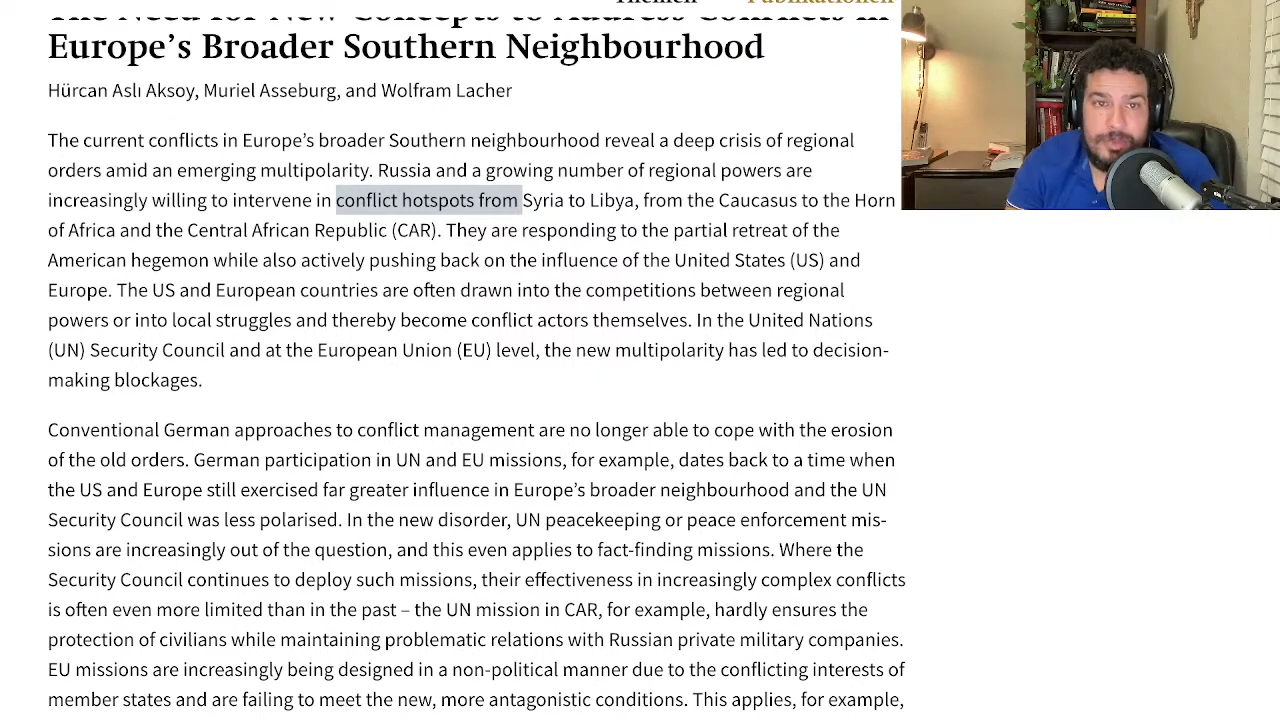 Themen Publikationen
The Need for New Concepts to Address Conflicts in
Europe’s Broader Southern Neighbourhood
Hürcan Aslı Aksoy, Muriel Asseburg, and Wolfram Lacher
The current conflicts in Europe’s broader Southern neighbourhood reveal a deep crisis of regional
orders amid an emerging multipolarity. Russia and a growing number of regional powers are
increasingly willing to intervene in conflict hotspots from Syria to Libya, from the Caucasus to the Horn
of Africa and the Central African Republic (CAR). They are responding to the partial retreat of the
American hegemon while also actively pushing back on the influence of the United States (US) and
Europe. The US and European countries are often drawn into the competitions between regional
powers or into local struggles and thereby become conflict actors themselves. In the United Nations
(UN) Security Council and at the European Union (EU) level, the new multipolarity has led to decision-
making blockages.
Conventional German approaches to conflict management are no longer able to cope with the erosion
of the old orders. German participation in UN and EU missions, for example, dates back to a time when
the US and Europe still exercised far greater influence in Europe’s broader neighbourhood and the UN
Security Council was less polarised. In the new disorder, UN peacekeeping or peace enforcement mis-
sions are increasingly out of the question, and this even applies to fact-finding missions. Where the
Security Council continues to deploy such missions, their effectiveness in increasingly complex conflicts
is often even more limited than in the past – the UN mission in CAR, for example, hardly ensures the
protection of civilians while maintaining problematic relations with Russian private military companies.
EU missions are increasingly being designed in a non-political manner due to the conflicting interests of
member states and are failing to meet the new, more antagonistic conditions. This applies, for example,